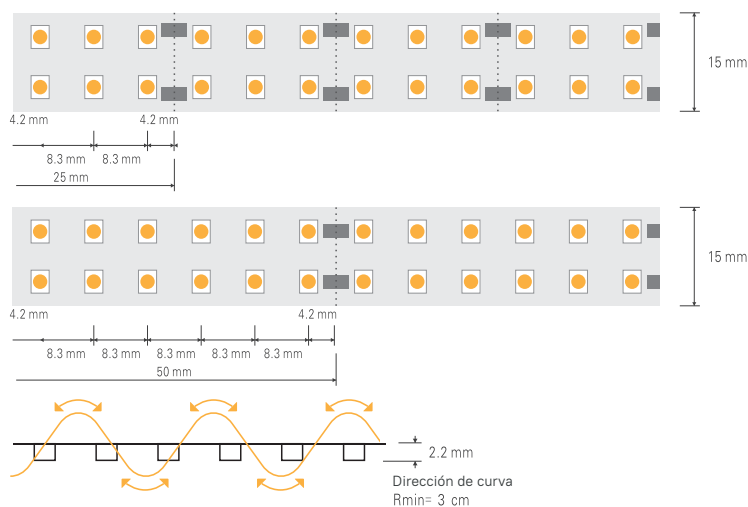 15 mm
4.2 mm 4.2 mm
8.3 mm 8.3 mm
25 mm
15 mm
4.2 mm 4.2 mm
8.3 mm 8.3 mm 8.3 mm 8.3 mm 8.3 mm
50 mm
2.2 mm
Dirección de curva
Rmin= 3 cm